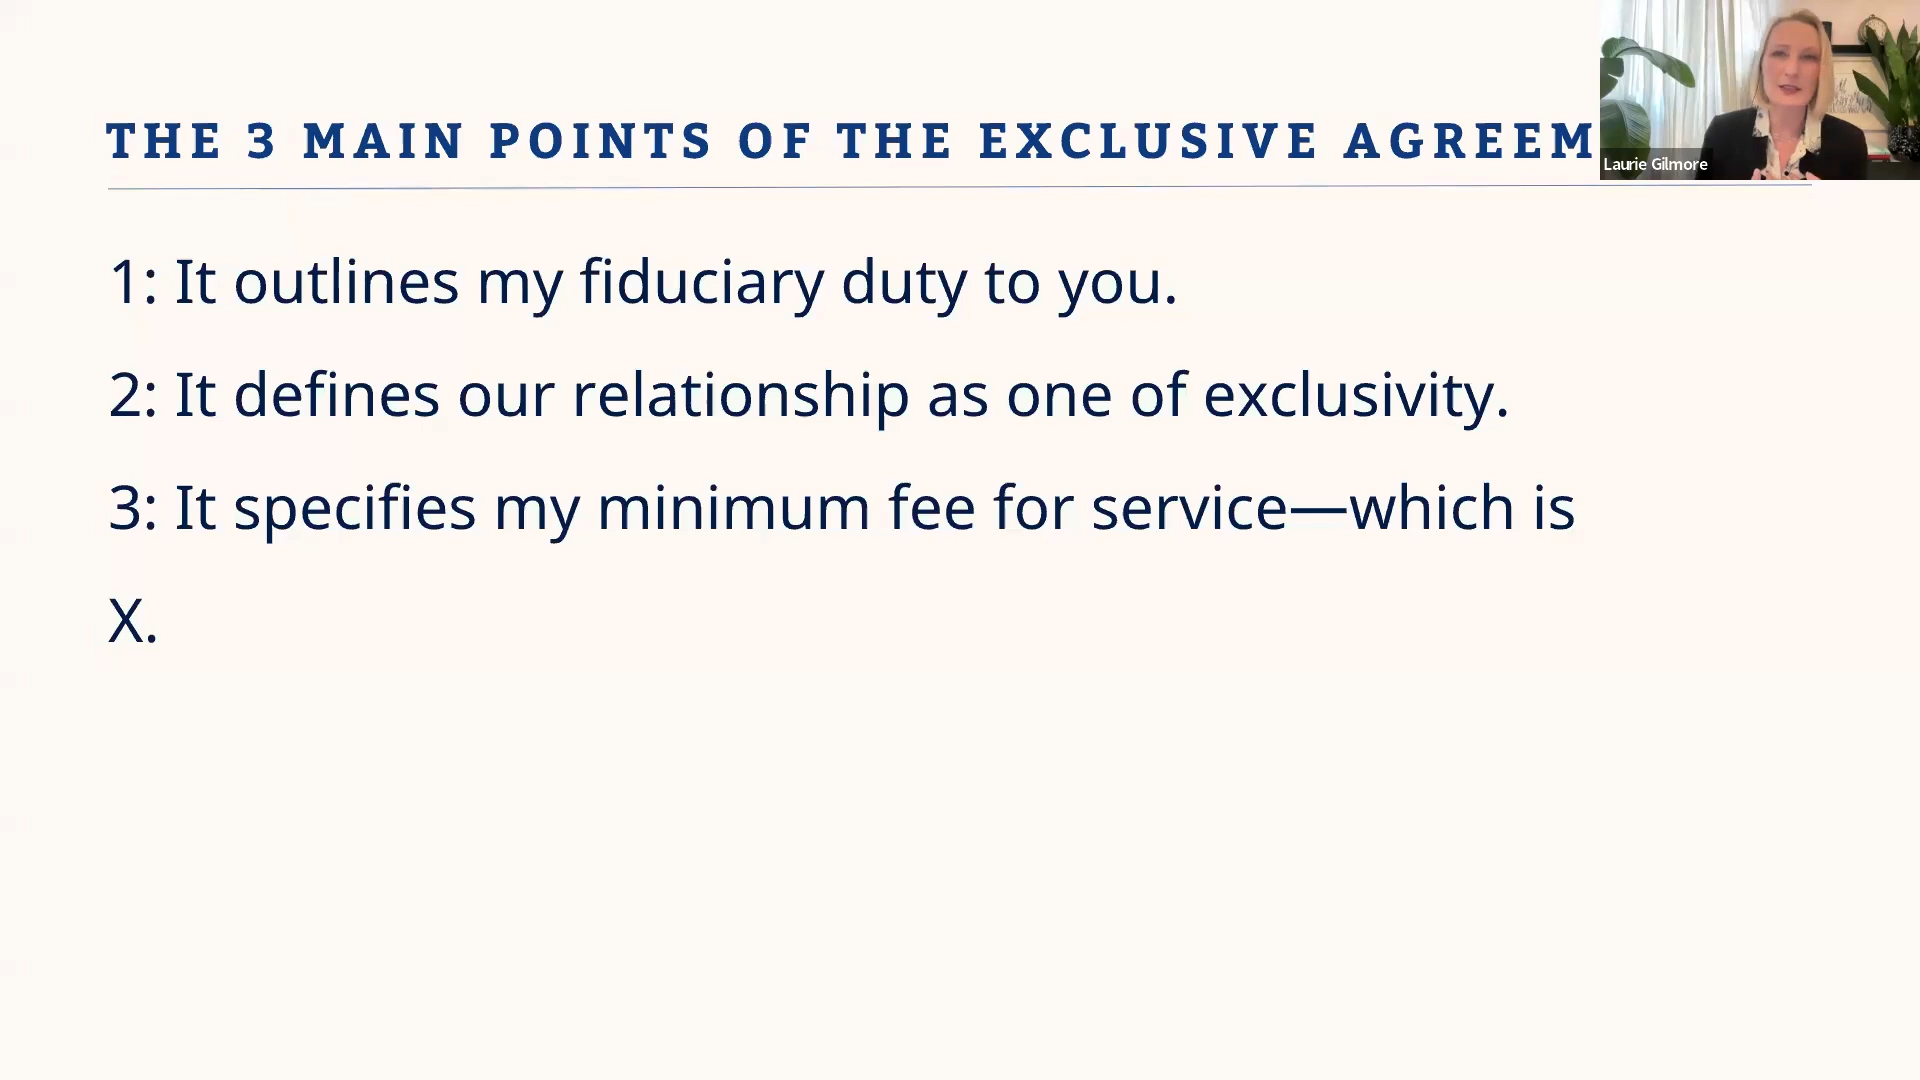 THE 3 MAIN POINTS OF THE EXCLUSIVE AGREEM
Laurie Gilmore
1: It outlines my fiduciary duty to you.
2: It defines our relationship as one of exclusivity.
3: It specifies my minimum fee for service—which is
X.